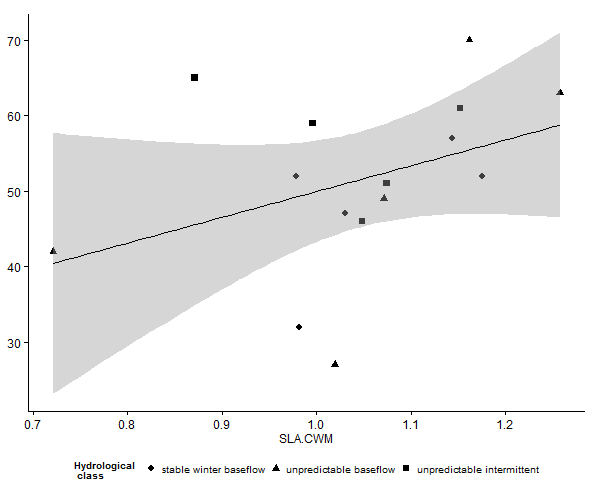 70
60
50
40
30
0.7 0.8 0.9 1.0 1.1 1.2
SLA.CWM
Hydrological
class
stable winter baseflow unpredictable baseflow unpredictable intermittent